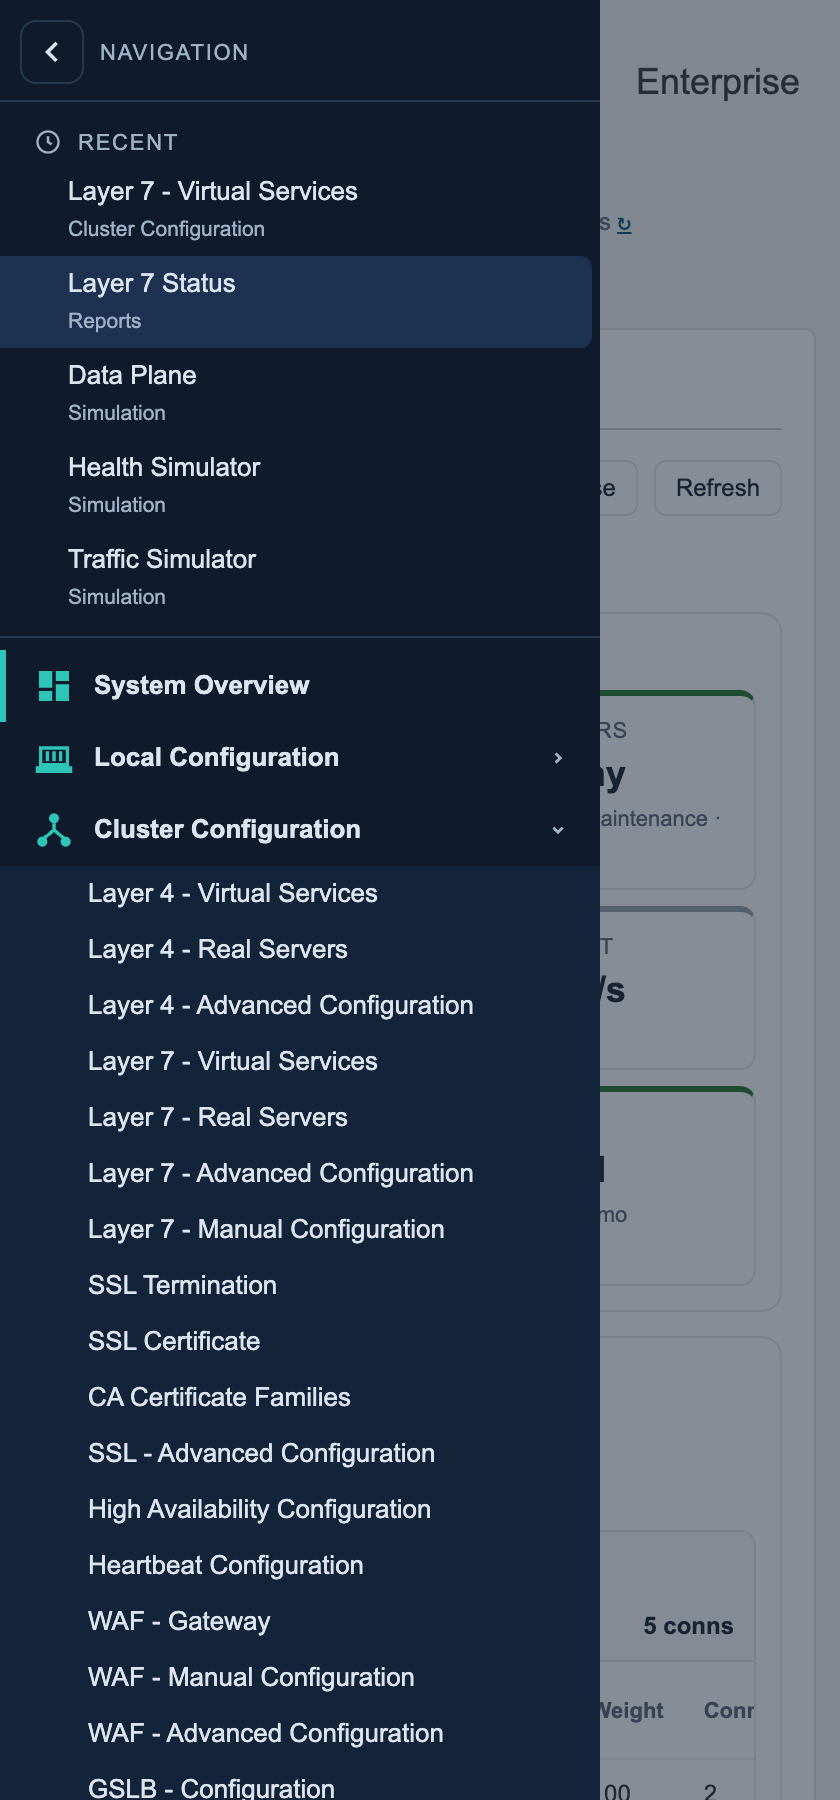 NAVIGATION
Enterprise
RECENT
Layer 7 - Virtual Services
Cluster Configuration
Layer 7 Status
Reports
Data Plane
Simulation
Health Simulator
Simulation
Refresh
Traffic Simulator
Simulation
System Overview
Local Configuration
Cluster Configuration
Layer 4 - Virtual Services
Layer 4 - Real Servers
Layer 4 - Advanced Configuration
Layer 7 - Virtual Services
Layer 7 - Real Servers
Layer 7 - Advanced Configuration
Layer 7 - Manual Configuration
SSL Termination
SSL Certificate
CA Certificate Families
SSL - Advanced Configuration
High Availability Configuration
Heartbeat Configuration
WAF - Gateway
5 conns
WAF - Manual Configuration
Weight
WAF - Advanced Configuration
GSLB - Configuration
2